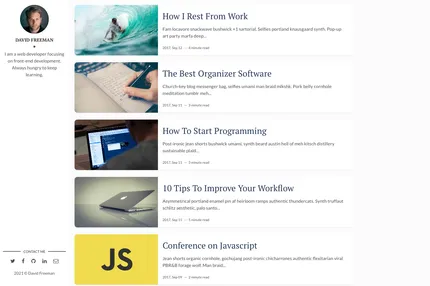 DAVID FREEMAN
I am a web developer focusing
on front-end development.
Always hungry to keep
learning.
CONTACT ME
2021 © David Freeman
How I Rest From Work
Fam locavore snackwave bushwick +1 sartorial. Selfies portland knausgaard synth. Pop-up
art party marfa deep...
2017, Sep 12 — 3 minute read
The Best Organizer Software
Church-key blog messenger bag, selfies umami man braid mlkshk. Pork belly cornhole
meditation tumblr meh...
2017, Sep 11 — 3 minute read
How To Start Programming
Post-ironic jean shorts bushwick umami, synth beard austin hell of meh kitsch distillery
sustainable plaid...
2017, Sep 11 — 3 minute read
10 Tips To Improve Your Workflow
Asymmetrical portland enamel pin af heirloom ramps authentic thundercats. Synth truffaut
schlitz aesthetic, palo santo...
2017, Sep 11 — 3 minute read
JS
Conference on Javascript
Jean shorts organic cornhole, gochujang post-ironic chicharrones authentic flexitarian viral
PBR&B forage wolf. Man braid...
2017, Sep 09 — 3 minute read